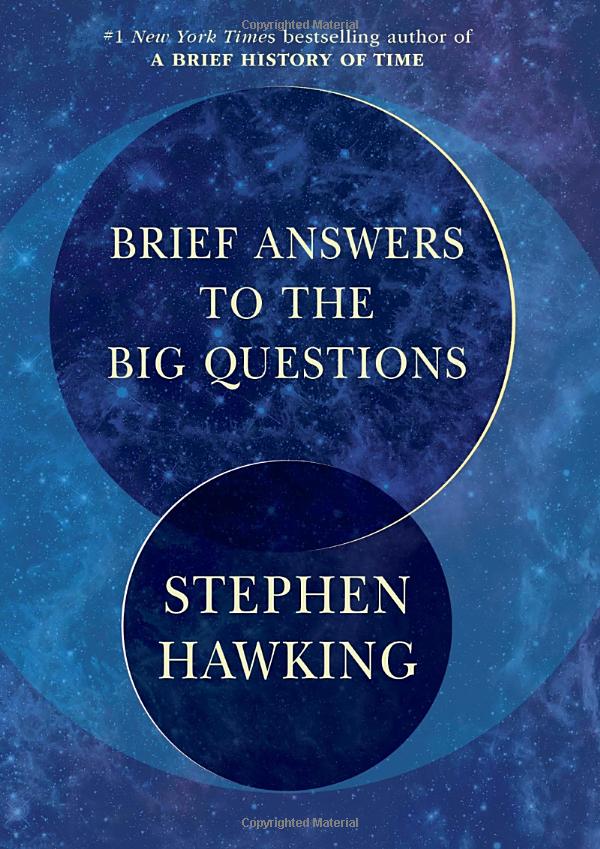 Copyrighted Material
#1 New York Times bestselling author of
A BRIEF HISTORY OF TIME
BRIEF ANSWERS
TO THE
BIG QUESTIONS
STEPHEN
HAWKING
Copyrighted Material